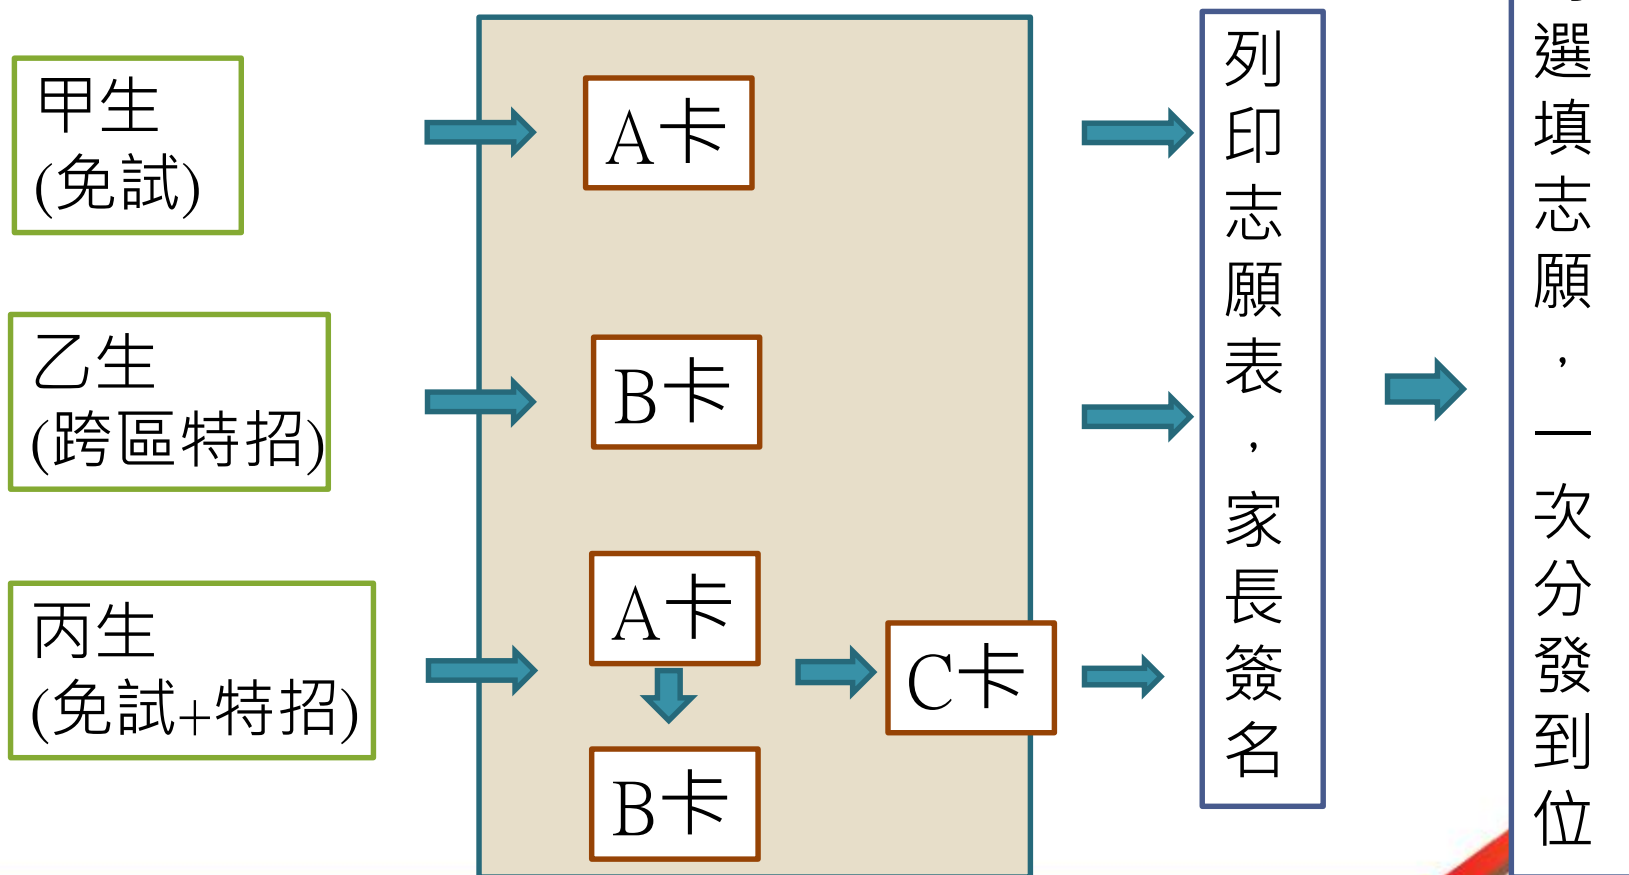 甲生
(免試)
A卡
乙生
(跨區特招)
B卡
丙生
(免試+特招)
A卡
B卡
C卡
列印志願表，家長簽名
選填志願，一次分發到位